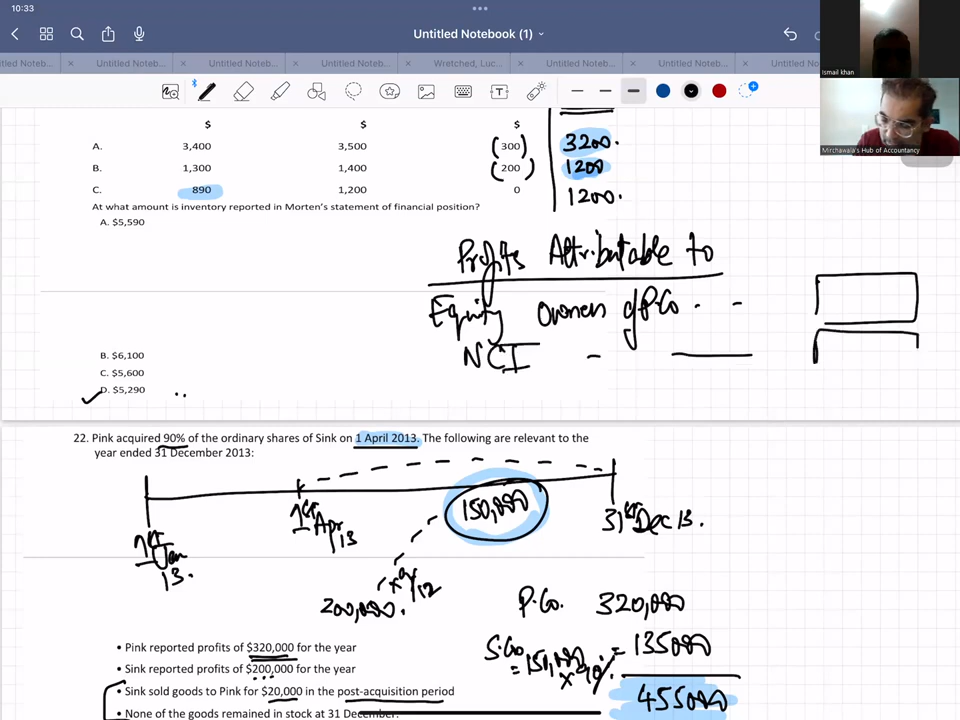 10:33
Untitled Notebook (1)
Untitled Noteb... Untitled Noteb... Untitled Noteb... Untitled Noteb... Wretched, Luc... Untitled Noteb... Untitled Noteb... Untitled Not
Ismail khan
Mirchawala's Hub of Accountancy
$ $ $
A. 3,400 3,500 (300) 3200.
B. 1,300 1,400 (200) 1200
C. 890 1,200 0 1200.
At what amount is inventory reported in Morten's statement of financial position?
A. $5,590
Profits Attributable to
Equity Owners of P.Co. -
NCI -
B. $6,100
C. $5,600
D. $5,290
22. Pink acquired 90% of the ordinary shares of Sink on 1 April 2013. The following are relevant to the
year ended 31 December 2013:
1st Jan 13.
1st Apr 13
150,000
31st Dec 13.
200,000. x 9/12
P.Co. 320,000
S.Co = 150,000 x 90% = 135000
455000
• Pink reported profits of $320,000 for the year
• Sink reported profits of $200,000 for the year
• Sink sold goods to Pink for $20,000 in the post-acquisition period
• None of the goods remained in stock at 31 December.